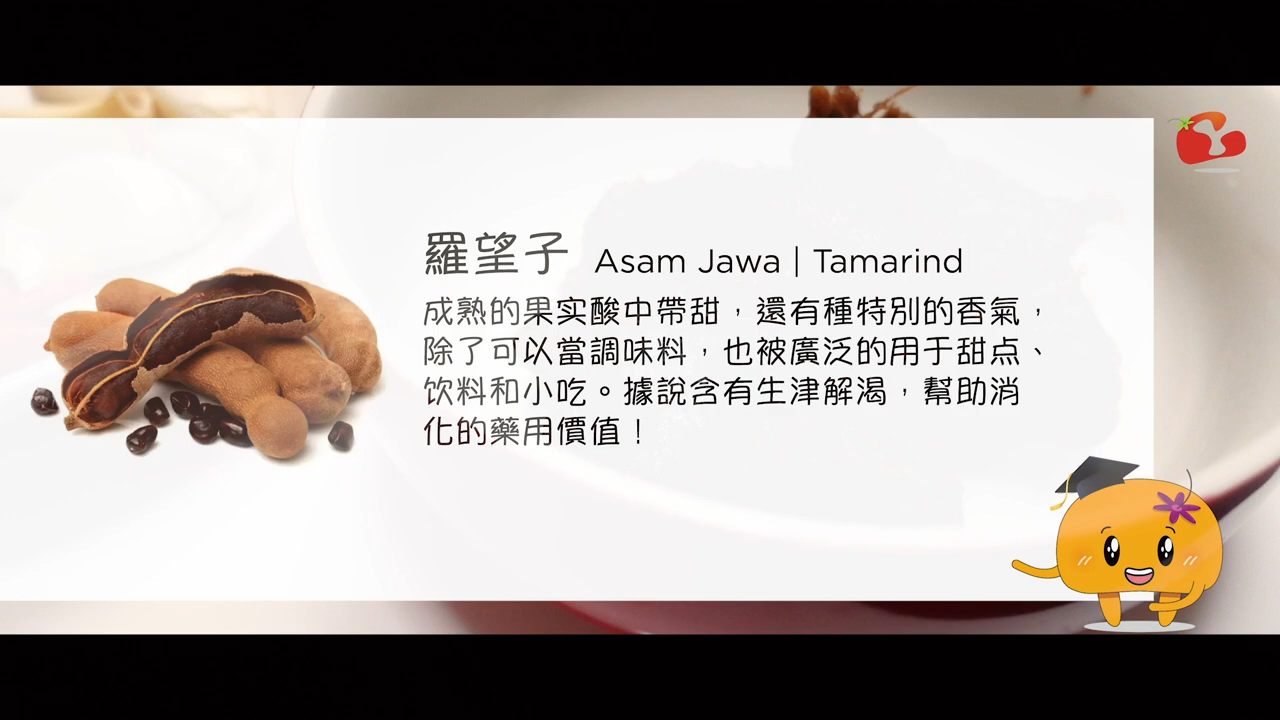 羅望子 Asam Jawa | Tamarind
成熟的果实酸中帶甜，還有種特別的香氣，
除了可以當調味料，也被廣泛的用于甜点、
饮料和小吃。據說含有生津解渴，幫助消
化的藥用價值！